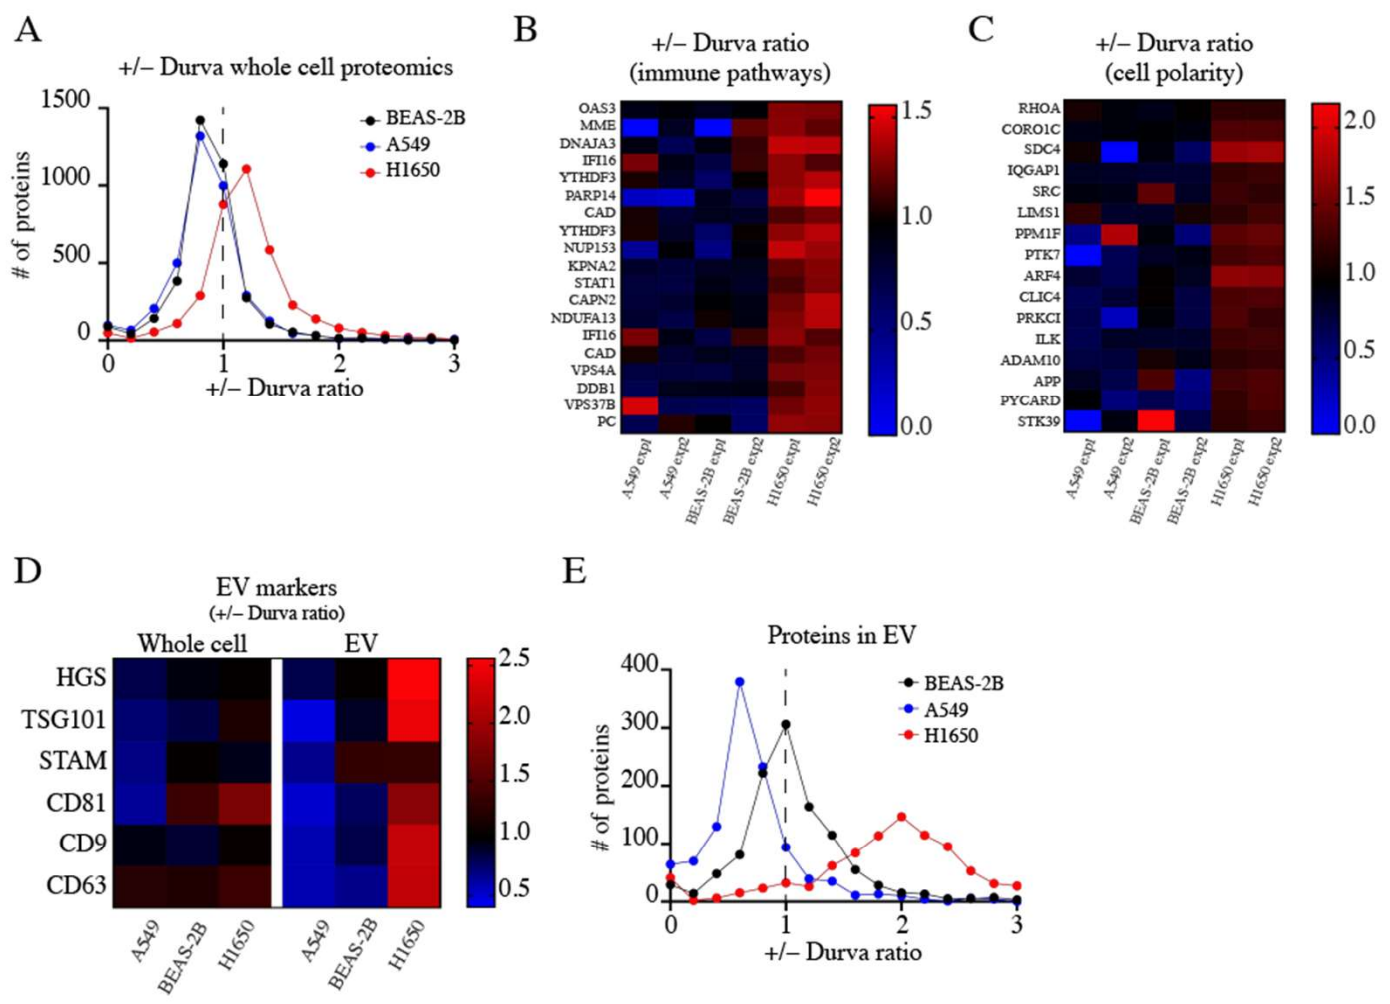 A
+/– Durva whole cell proteomics
# of proteins
1500
1000
500
0
0
1
2
3
+/– Durva ratio
BEAS-2B
A549
H1650
B
+/– Durva ratio
(immune pathways)
OAS3
MME
DNAJA3
IFI16
YTHDF3
PARP14
CAD
YTHDF3
NUP153
KPNA2
STAT1
CAPN2
NDUFA13
IFI16
CAD
VPS4A
DDB1
VPS37B
PC
A549 exp1
A549 exp2
BEAS-2B exp1
BEAS-2B exp2
H1650 exp1
H1650 exp2
1.5
1.0
0.5
0.0
C
+/– Durva ratio
(cell polarity)
RHOA
CORO1C
SDC4
IQGAP1
SRC
LIMS1
PPM1F
PTK7
ARF4
CLIC4
PRKCI
ILK
ADAM10
APP
PYCARD
STK39
A549 exp1
A549 exp2
BEAS-2B exp1
BEAS-2B exp2
H1650 exp1
H1650 exp2
2.0
1.5
1.0
0.5
0.0
D
EV markers
(+/– Durva ratio)
Whole cell EV
HGS
TSG101
STAM
CD81
CD9
CD63
A549
BEAS-2B
H1650
A549
BEAS-2B
H1650
2.5
2.0
1.5
1.0
0.5
E
Proteins in EV
# of proteins
400
300
200
100
0
0
1
2
3
+/– Durva ratio
BEAS-2B
A549
H1650